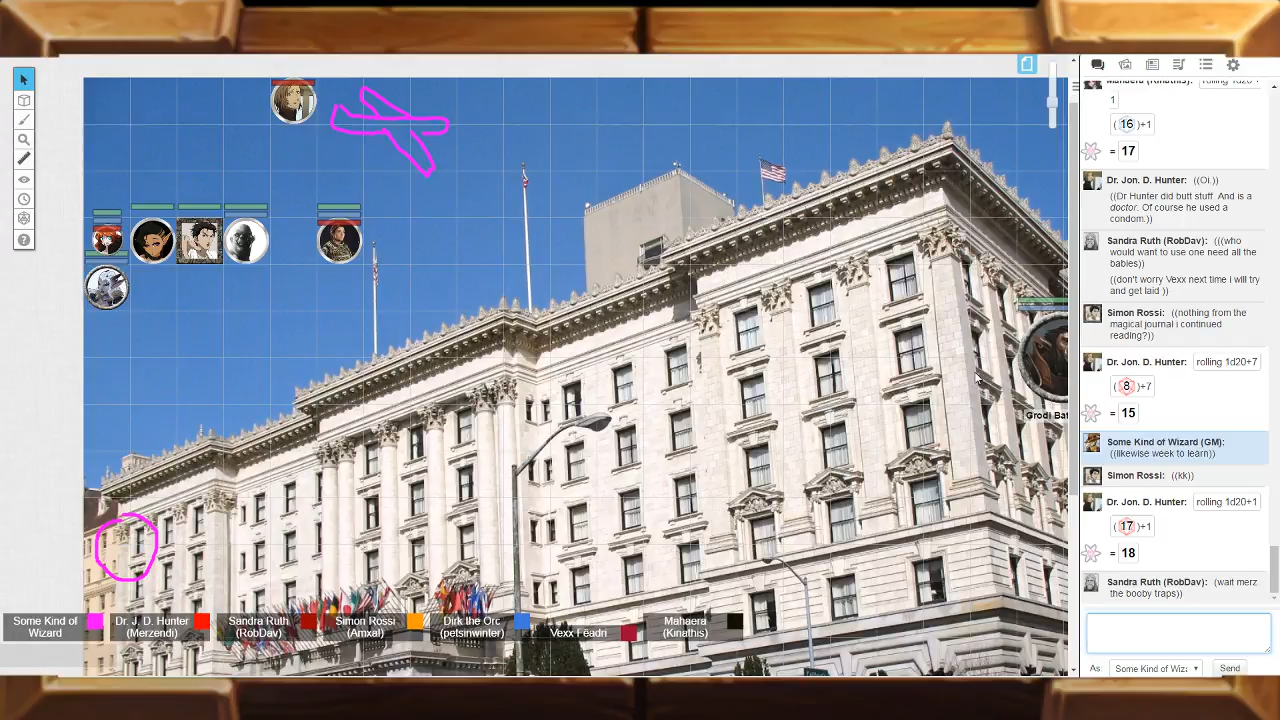 rolling 1d20+
1
(16)+1
= 17
Dr. Jon. D. Hunter: ((Oi.))
((Dr Hunter did butt stuff. And is a
doctor. Of course he used a
condom.))
Sandra Ruth (RobDav): (((who
would want to use one need all the
babies))
((don't worry Vexx next time i will try
and get laid ))
Simon Rossi: ((nothing from the
magical journal i continued
reading?))
Dr. Jon. D. Hunter: rolling 1d20+7
(8)+7
= 15
Some Kind of Wizard (GM):
((likewise week to learn))
Simon Rossi: ((kk))
Dr. Jon. D. Hunter: rolling 1d20+1
(17)+1
= 18
Sandra Ruth (RobDav): (wait merz
the booby traps))
As: Some Kind of Wiz
Send
Grodi Bat
Some Kind of
Wizard
Dr. J. D. Hunter
(Merzendi)
Sandra Ruth
(RobDav)
Simon Rossi
(Amxal)
Dirk the Orc
(petsinwinter)
Vexx Feadri
Mahaera
(Kinathis)